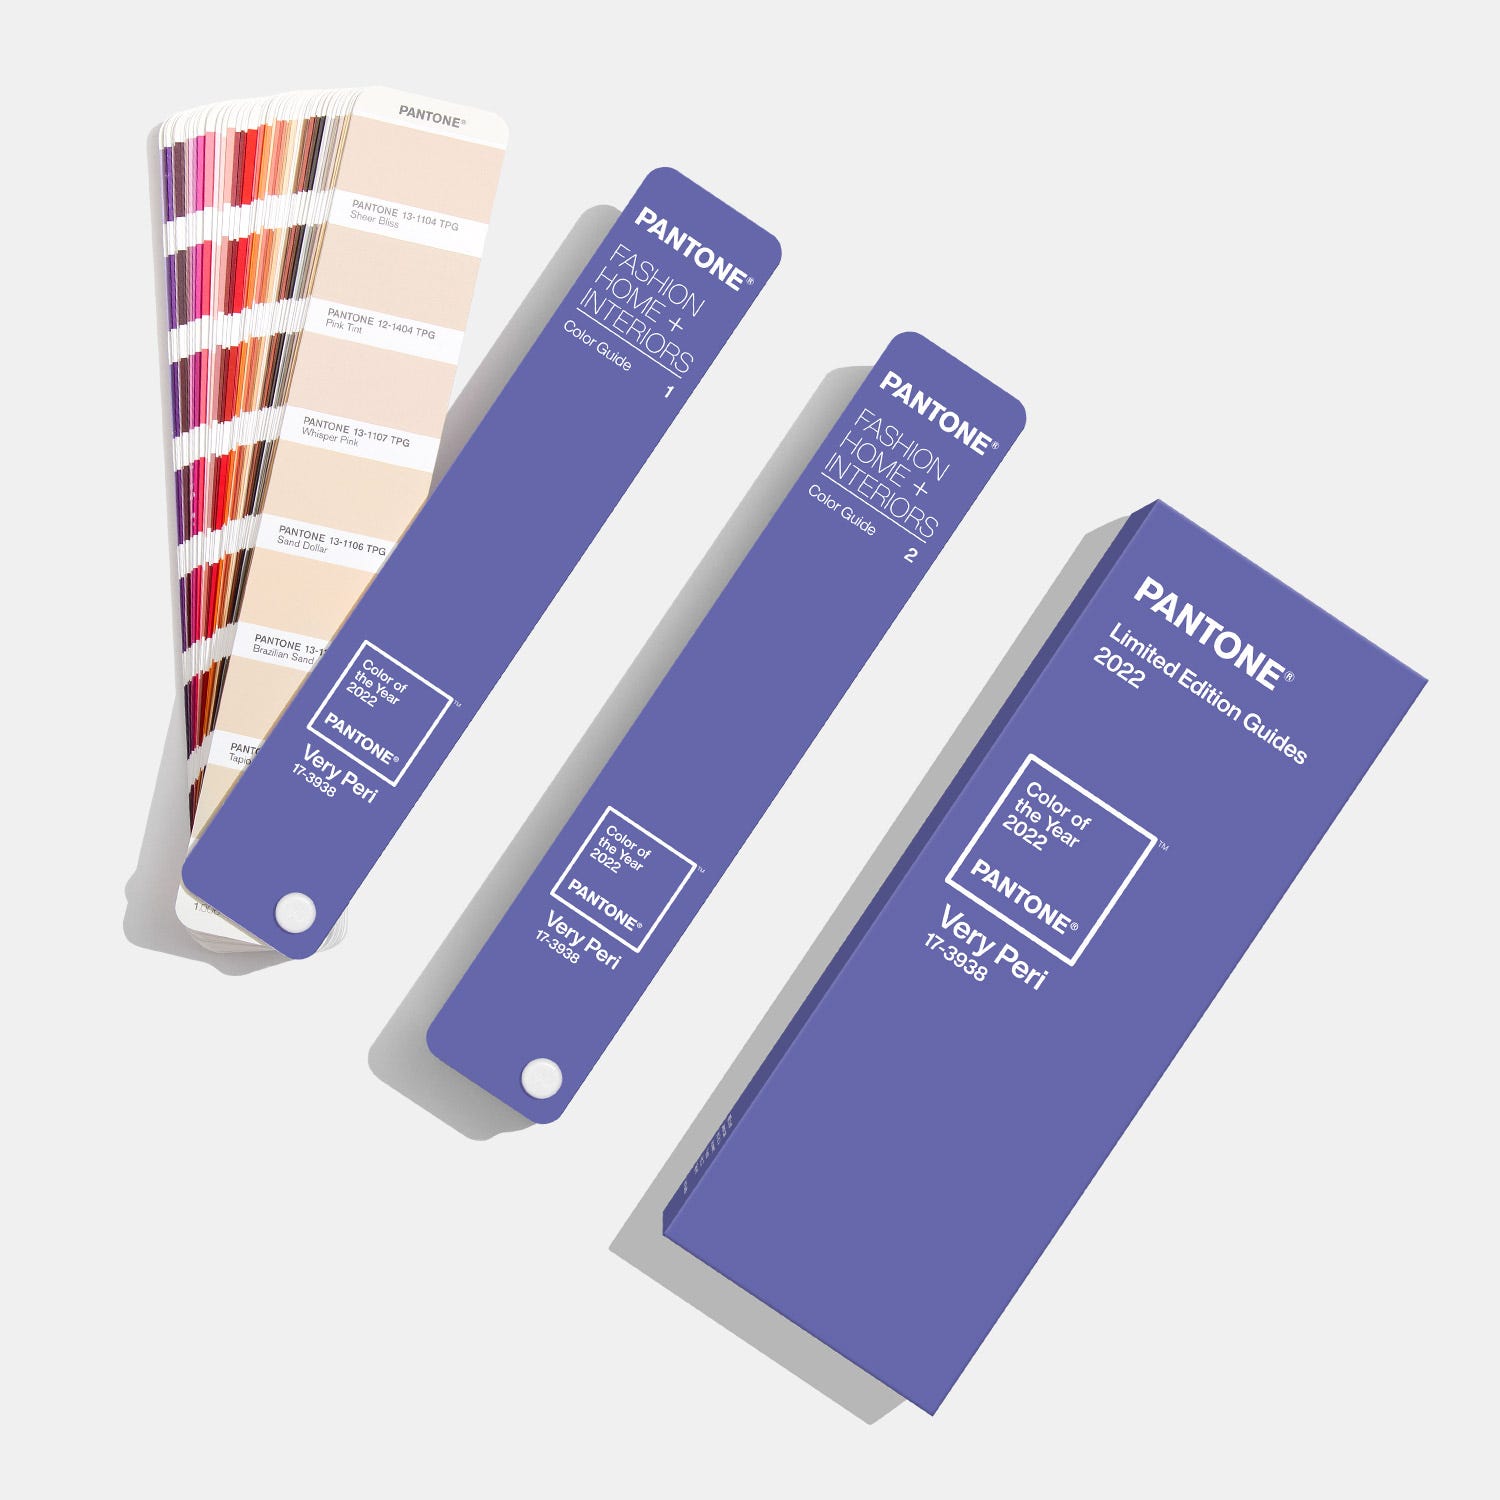 PANTONE®
PANTONE 13-1104 TPG
Sheer Bliss
PANTONE 12-1404 TPG
Pink Tint
PANTONE 13-1107 TPG
Whisper Pink
PANTONE 13-1106 TPG
Sand Dollar
PANTONE
Brazilian Sand
PANTONE®
FASHION
HOME +
INTERIORS
Color Guide
1
Color of
the Year
2022
PANTONE®
™
Very Peri
17-3938
PANTONE®
FASHION
HOME +
INTERIORS
Color Guide
2
Color of
the Year
2022
PANTONE®
™
Very Peri
17-3938
PANTONE®
Limited Edition Guides
2022
Color of
the Year
2022
PANTONE®
™
Very Peri
17-3938